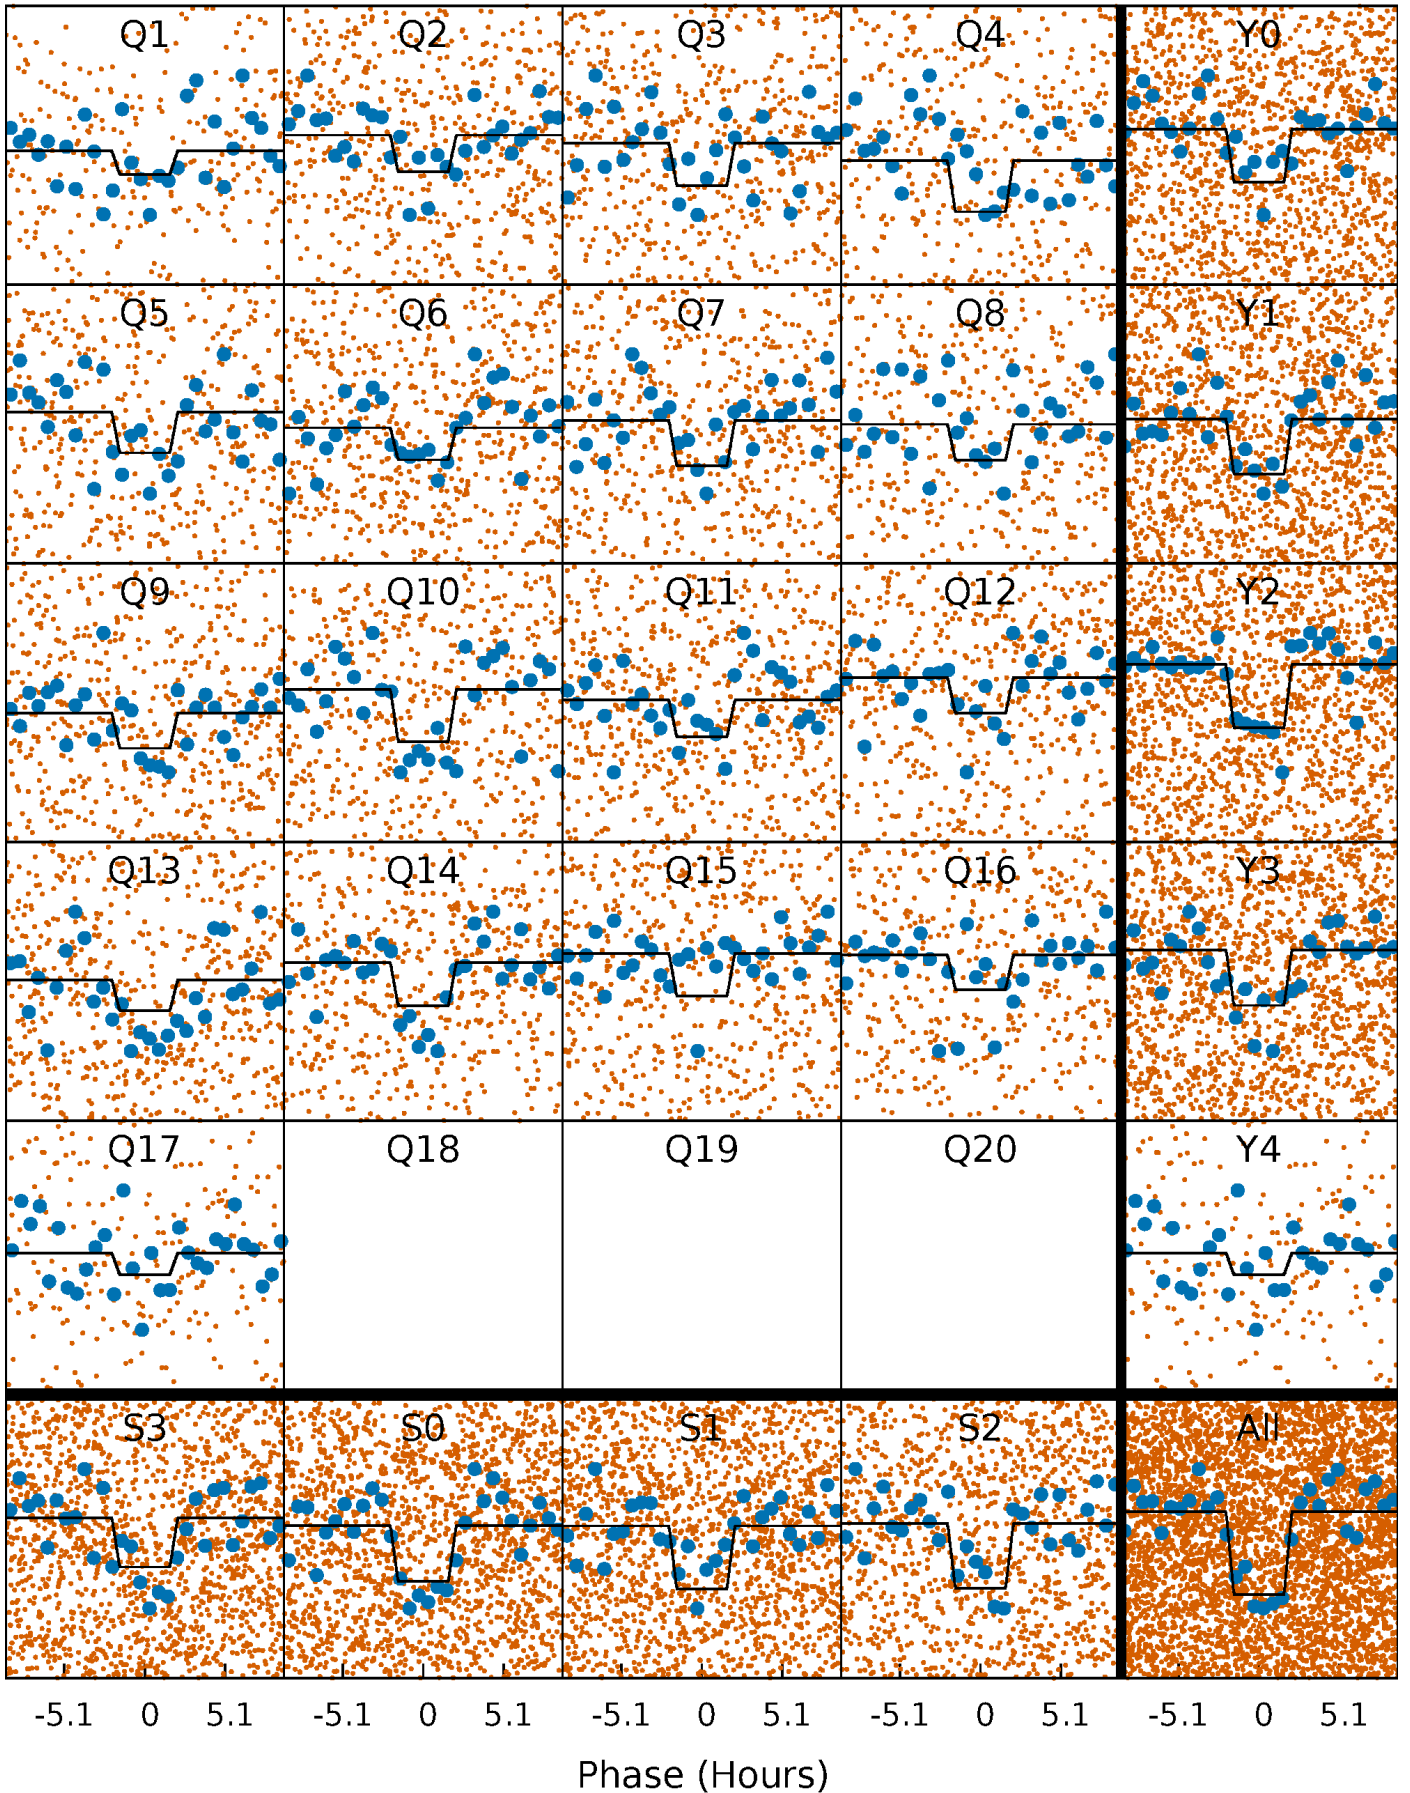 Q1 Q2 Q3 Q4 Y0
Q5 Q6 Q7 Q8 Y1
Q9 Q10 Q11 Q12 Y2
Q13 Q14 Q15 Q16 Y3
Q17 Q18 Q19 Q20 Y4
S3 S0 S1 S2 All
-5.1 0 5.1 -5.1 0 5.1 -5.1 0 5.1 -5.1 0 5.1 -5.1 0 5.1
Phase (Hours)